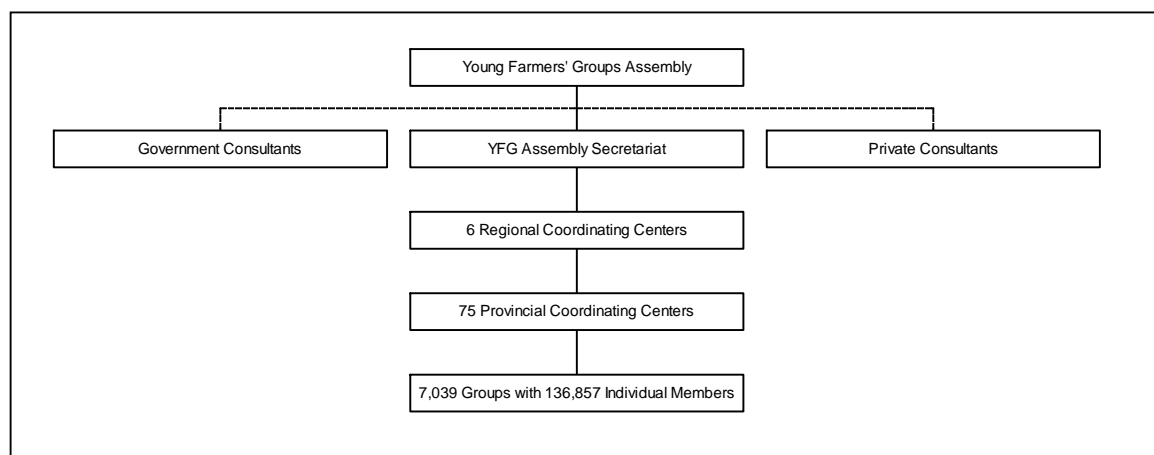 Young Farmers' Groups Assembly
Government Consultants
YFG Assembly Secretariat
Private Consultants
6 Regional Coordinating Centers
75 Provincial Coordinating Centers
7,039 Groups with 136,857 Individual Members